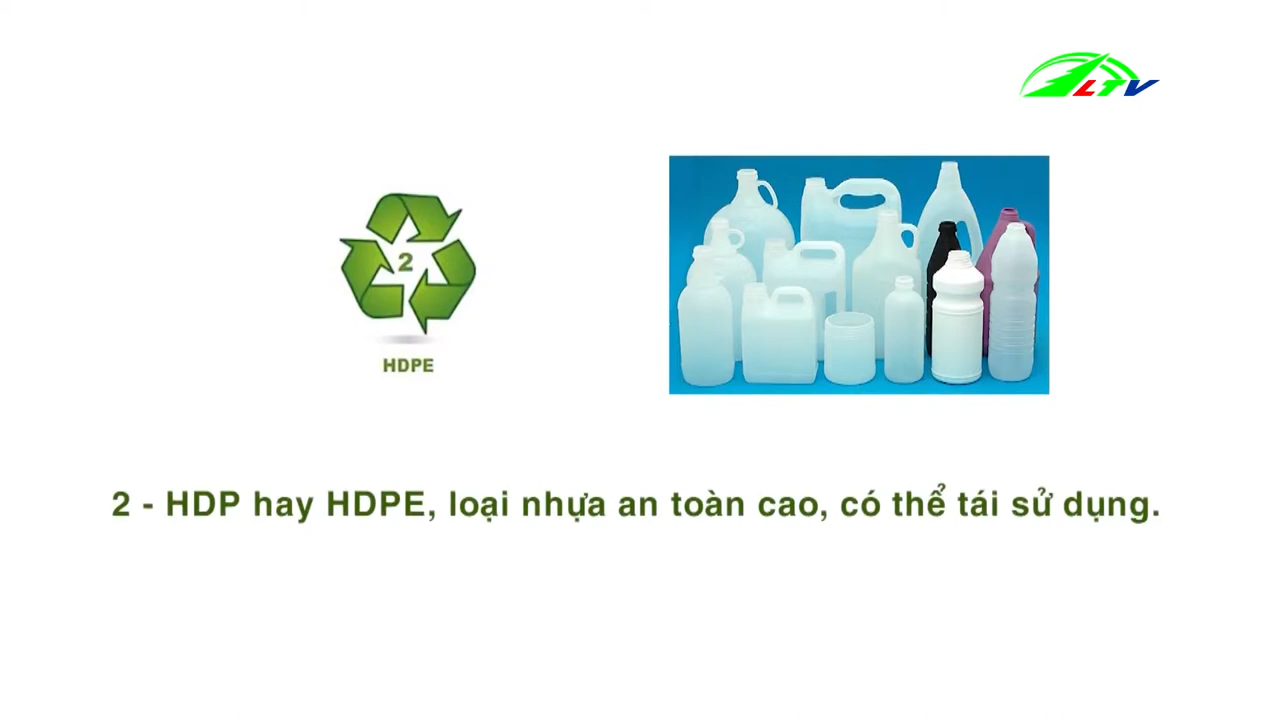 LTV
2
HDPE
2 - HDP hay HDPE, loại nhựa an toàn cao, có thể tái sử dụng.